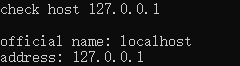 check host 127.0.0.1
official name: localhost
address: 127.0.0.1